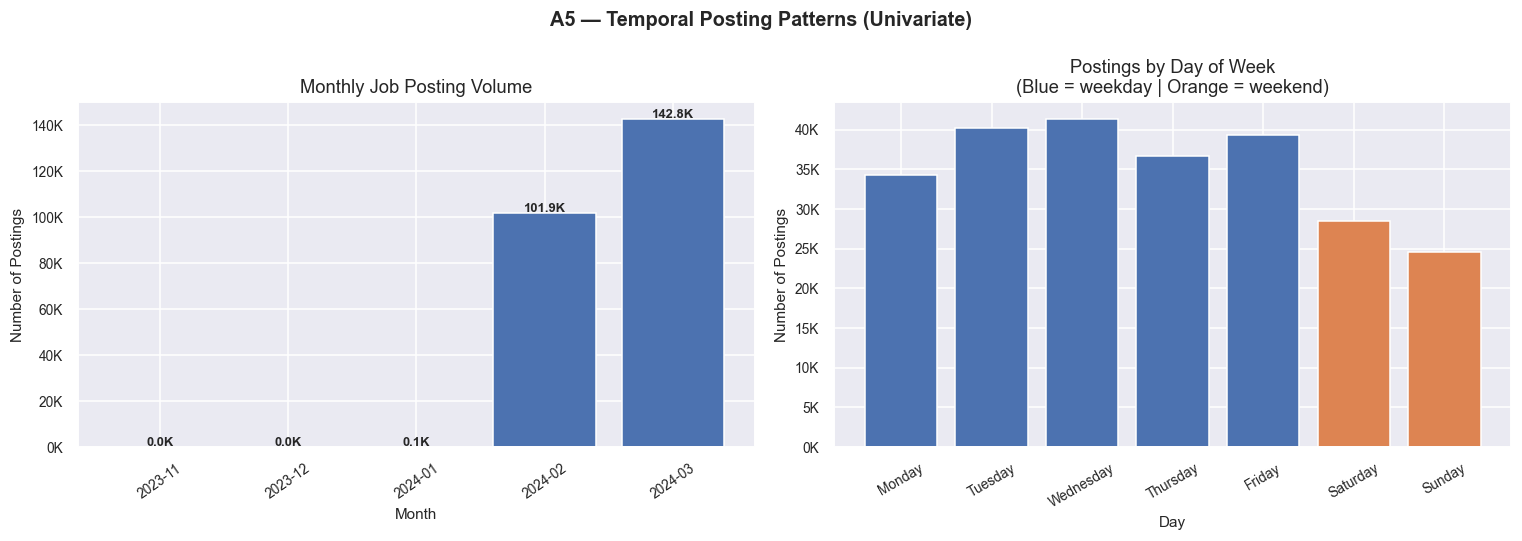 A5 — Temporal Posting Patterns (Univariate)
Monthly Job Posting Volume
Number of Postings
140K
120K
100K
80K
60K
40K
20K
0K
0.0K
0.0K
0.1K
101.9K
142.8K
2023-11
2023-12
2024-01
2024-02
2024-03
Month
Postings by Day of Week
(Blue = weekday | Orange = weekend)
Number of Postings
40K
35K
30K
25K
20K
15K
10K
5K
0K
Monday
Tuesday
Wednesday
Thursday
Friday
Saturday
Sunday
Day